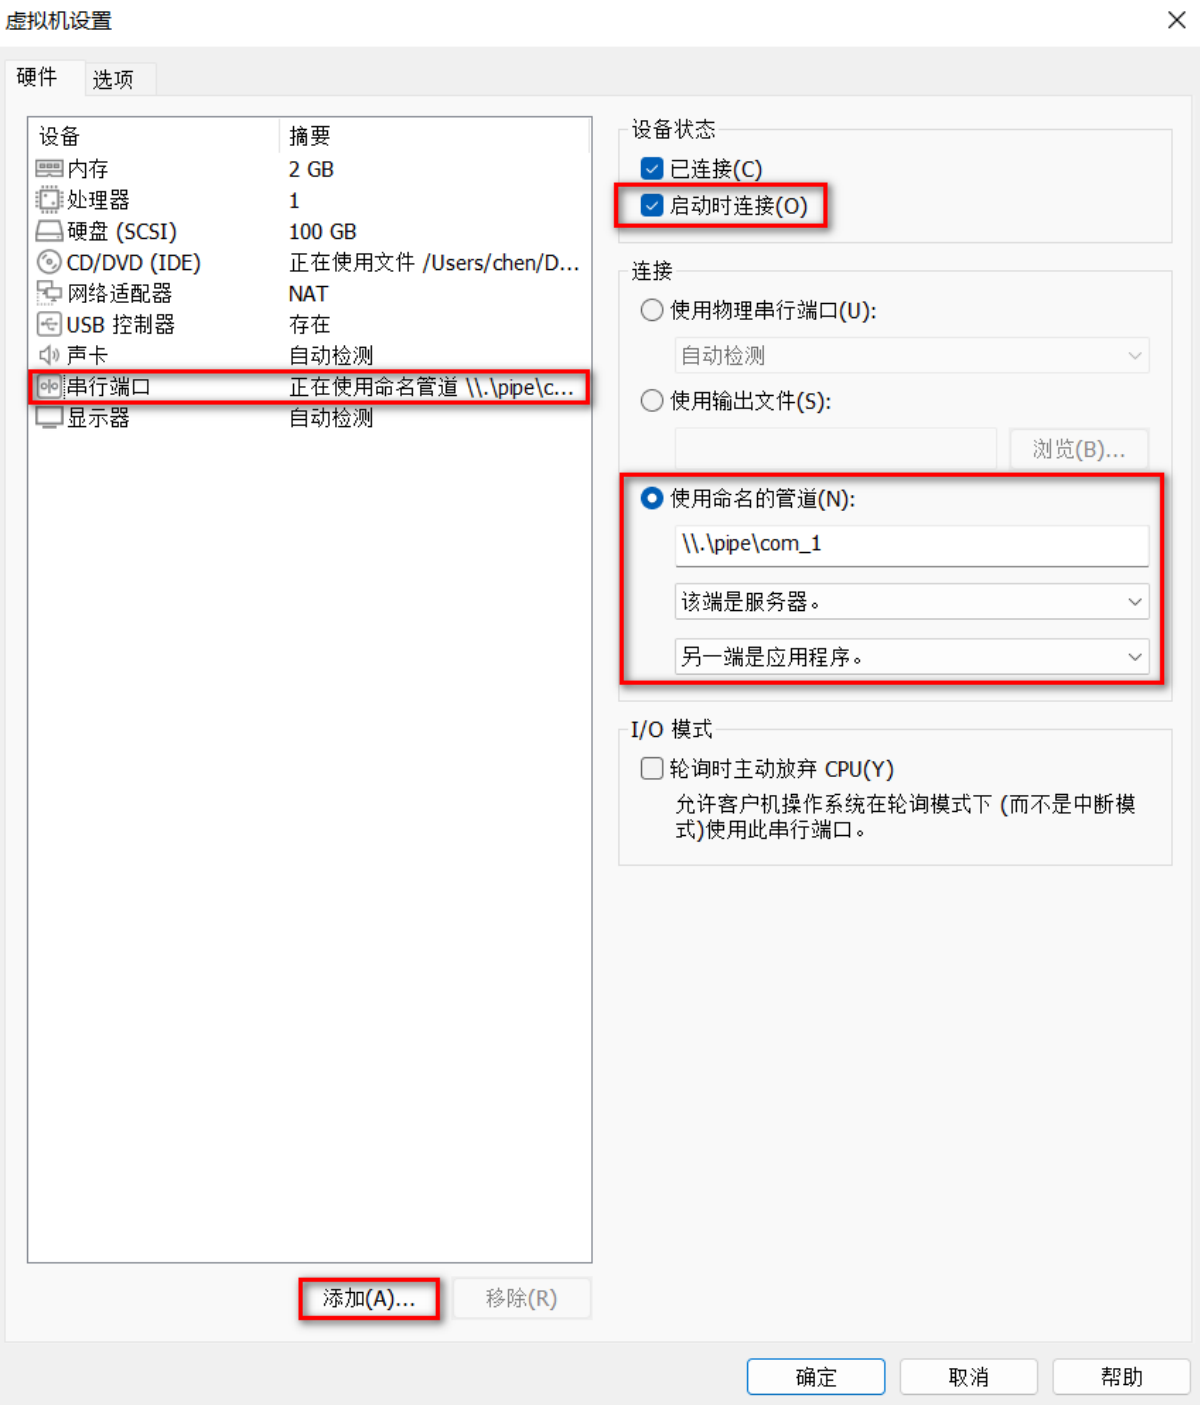 虚拟机设置
硬件 选项
设备 摘要
内存 2 GB
处理器 1
硬盘 (SCSI) 100 GB
CD/DVD (IDE) 正在使用文件 /Users/chen/D...
网络适配器 NAT
USB 控制器 存在
声卡 自动检测
串行端口 正在使用命名管道 \\.\pipe\c...
显示器 自动检测
添加(A)... 移除(R)
设备状态
已连接(C)
启动时连接(O)
连接
使用物理串行端口(U):
自动检测
使用输出文件(S):
浏览(B)...
使用命名的管道(N):
\\.\pipe\com_1
该端是服务器。
另一端是应用程序。
I/O 模式
轮询时主动放弃 CPU(Y)
允许客户机操作系统在轮询模式下 (而不是中断模
式)使用此串行端口。
确定 取消 帮助